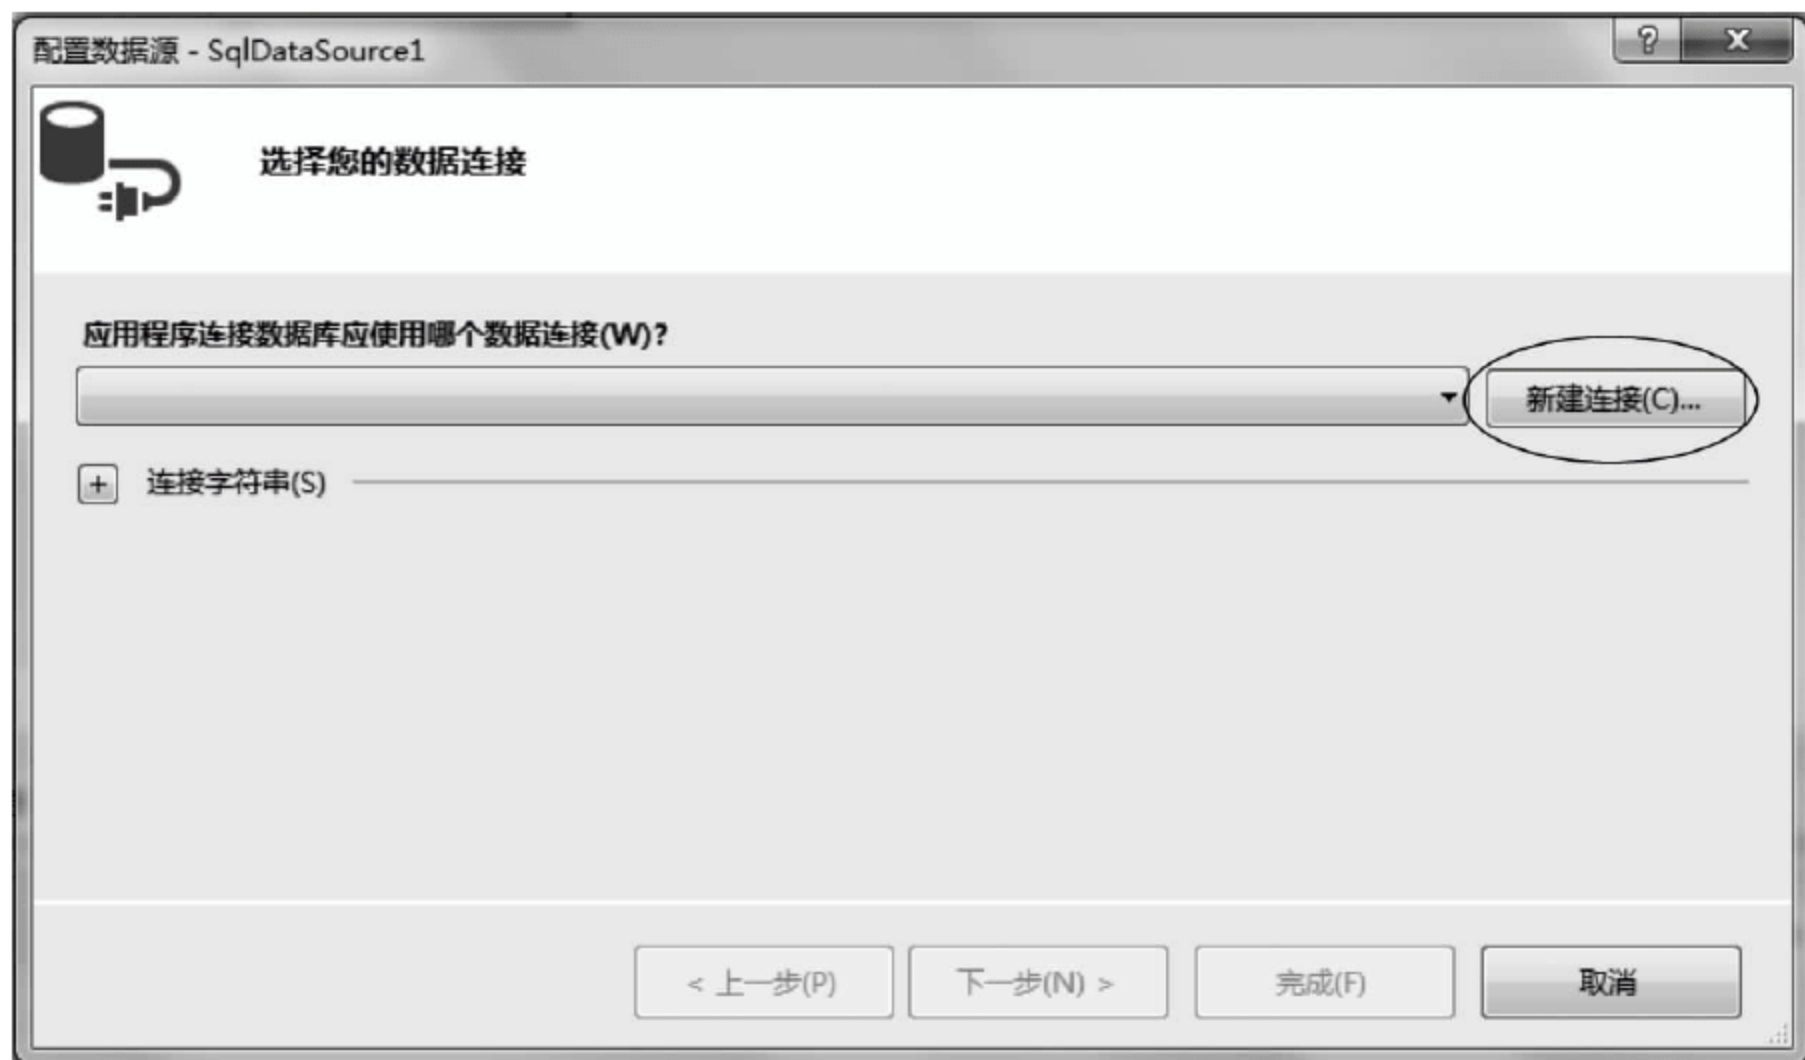 配置数据源 - SqlDataSource1
选择您的数据连接
应用程序连接数据库应使用哪个数据连接(W)?
新建连接(C)...
+ 连接字符串(S)
< 上一步(P)
下一步(N) >
完成(F)
取消